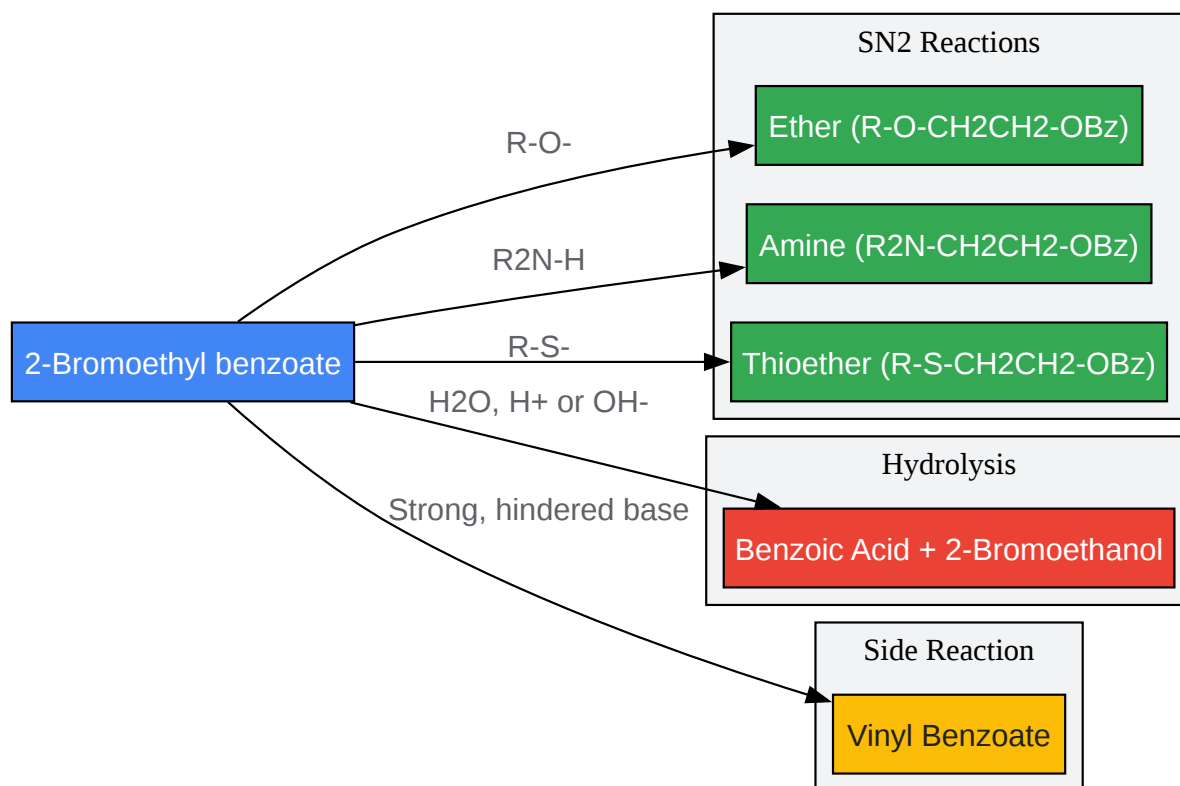 SN2 Reactions
R-O-
Ether (R-O-CH2CH2-OBz)
R2N-H
Amine (R2N-CH2CH2-OBz)
2-Bromoethyl benzoate
R-S-
Thioether (R-S-CH2CH2-OBz)
H2O, H+ or OH-
Hydrolysis
Strong, hindered base
Benzoic Acid + 2-Bromoethanol
Side Reaction
Vinyl Benzoate